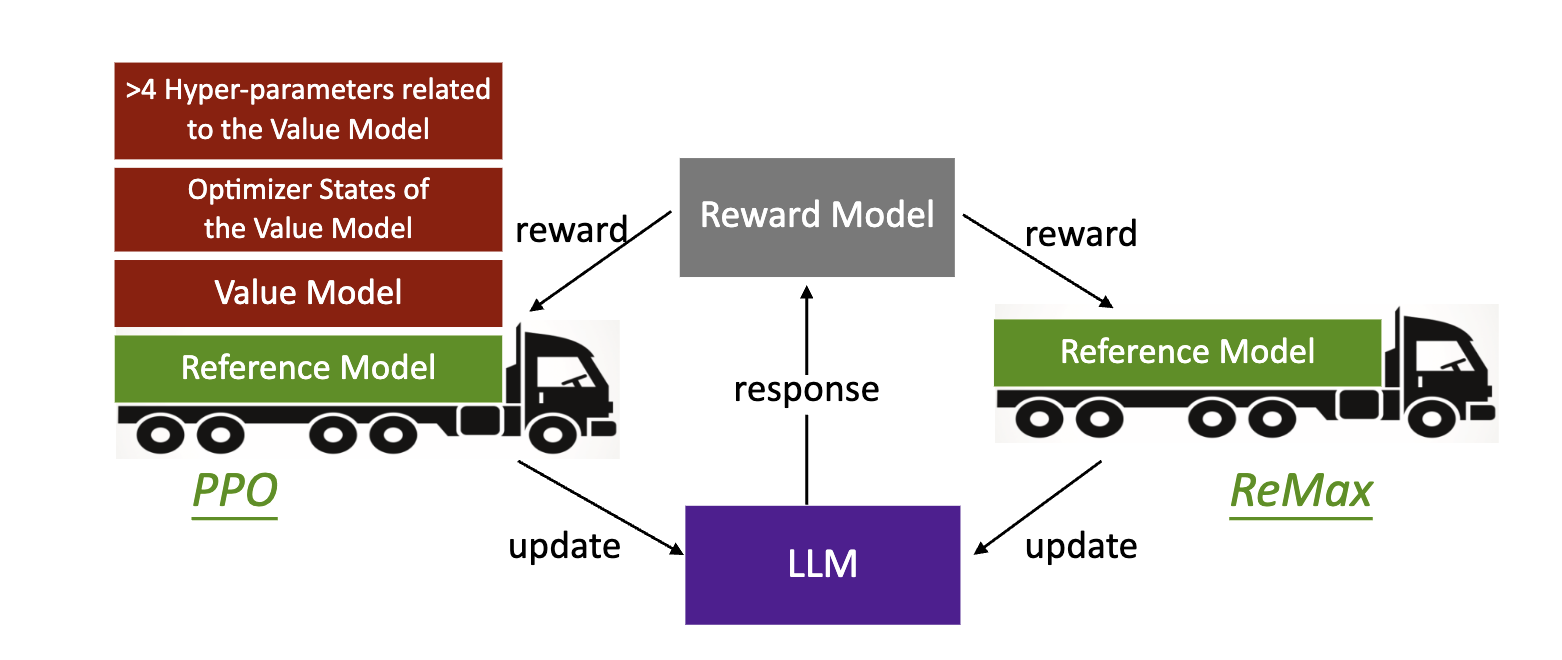 >4 Hyper-parameters related
to the Value Model
Optimizer States of
the Value Model
Value Model
Reference Model
PPO
reward
Reward Model
reward
response
Reference Model
ReMax
update
LLM
update